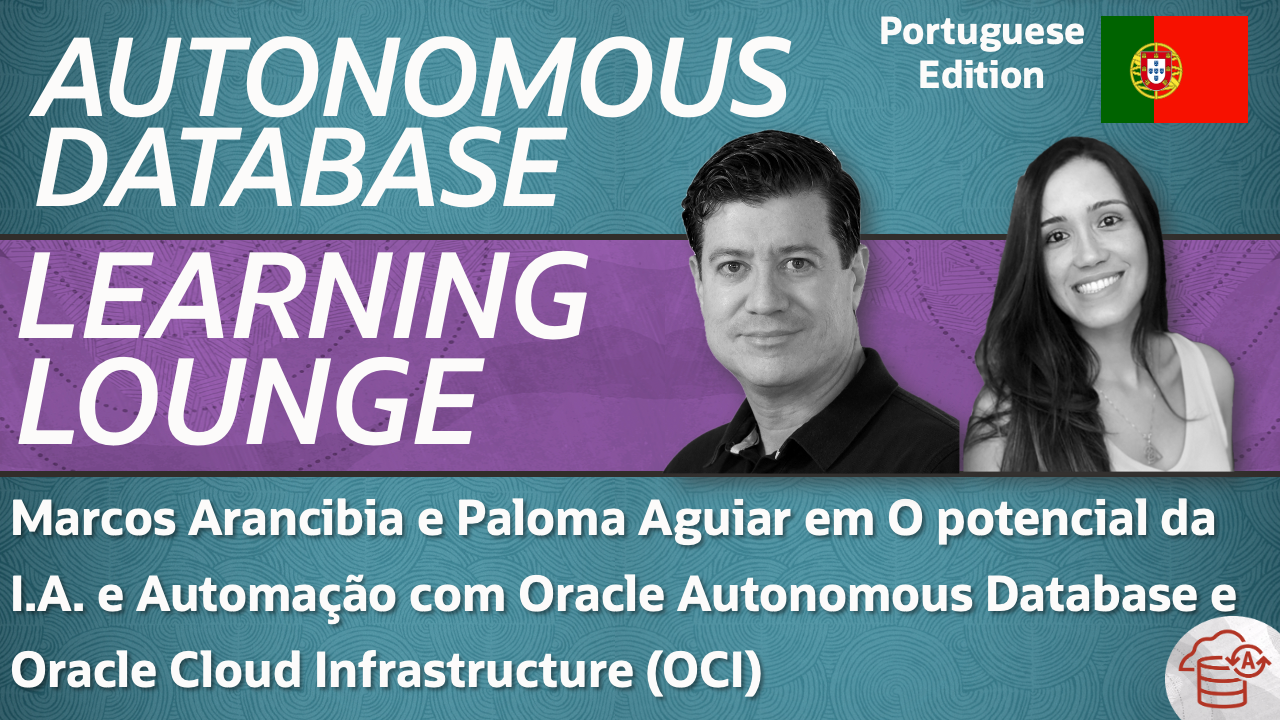 AUTONOMOUS
DATABASE
Portuguese
Edition
LEARNING
LOUNGE
Marcos Arancibia e Paloma Aguiar em O potencial da
I.A. e Automação com Oracle Autonomous Database e
Oracle Cloud Infrastructure (OCI)
A